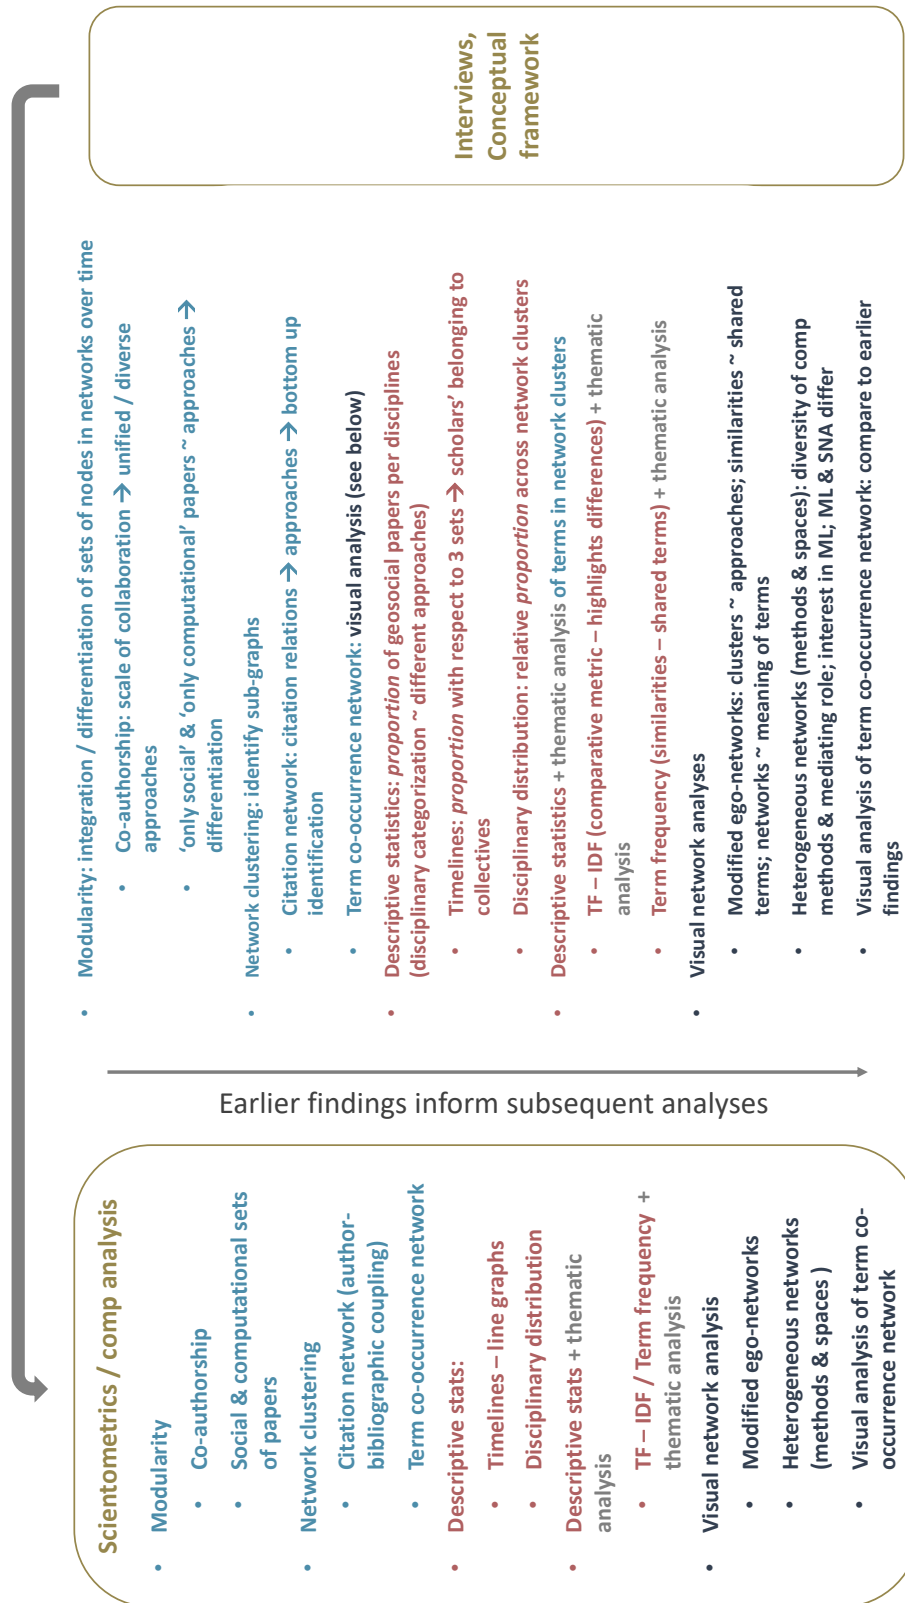 Scientometrics / comp analysis
• Modularity
• Co-authorship
• Social & computational sets
of papers
• Network clustering
• Citation network (author-
bibliographic coupling)
• Term co-occurrence network
• Descriptive stats:
• Timelines – line graphs
• Disciplinary distribution
• Descriptive stats + thematic
analysis
• TF – IDF / Term frequency +
thematic analysis
• Visual network analysis
• Modified ego-networks
• Heterogeneous networks
(methods & spaces )
• Visual analysis of term co-
occurrence network
Earlier findings inform subsequent analyses
• Modularity: integration / differentiation of sets of nodes in networks over time
• Co-authorship: scale of collaboration → unified / diverse
approaches
• ‘only social’ & ‘only computational’ papers ~ approaches →
differentiation
• Network clustering: identify sub-graphs
• Citation network: citation relations → approaches → bottom up
identification
• Term co-occurrence network: visual analysis (see below)
• Descriptive statistics: proportion of geosocial papers per disciplines
(disciplinary categorization ~ different approaches)
• Timelines: proportion with respect to 3 sets → scholars’ belonging to
collectives
• Disciplinary distribution: relative proportion across network clusters
• Descriptive statistics + thematic analysis of terms in network clusters
• TF – IDF (comparative metric – highlights differences) + thematic
analysis
• Term frequency (similarities – shared terms) + thematic analysis
• Visual network analyses
• Modified ego-networks: clusters ~ approaches; similarities ~ shared
terms; networks ~ meaning of terms
• Heterogeneous networks (methods & spaces): diversity of comp
methods & mediating role; interest in ML; ML & SNA differ
• Visual analysis of term co-occurrence network: compare to earlier
findings
Interviews,
Conceptual
framework